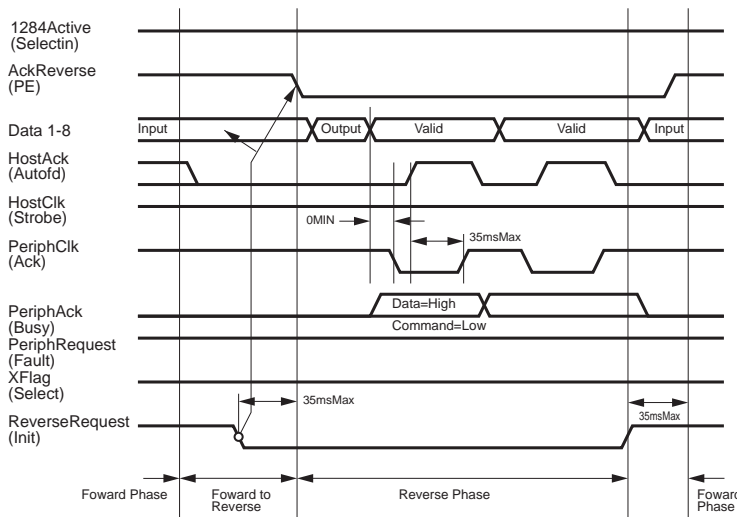 1284Active
(Selectin)
AckReverse
(PE)
Data 1-8
Input
Output
Valid
Valid
Input
HostAck
(Autofd)
HostClk
(Strobe)
0MIN
35msMax
PeriphClk
(Ack)
PeriphAck
(Busy)
Data=High
Command=Low
PeriphRequest
(Fault)
XFlag
(Select)
35msMax
35msMax
ReverseRequest
(Init)
Foward Phase
Foward to
Reverse
Reverse Phase
Foward
Phase